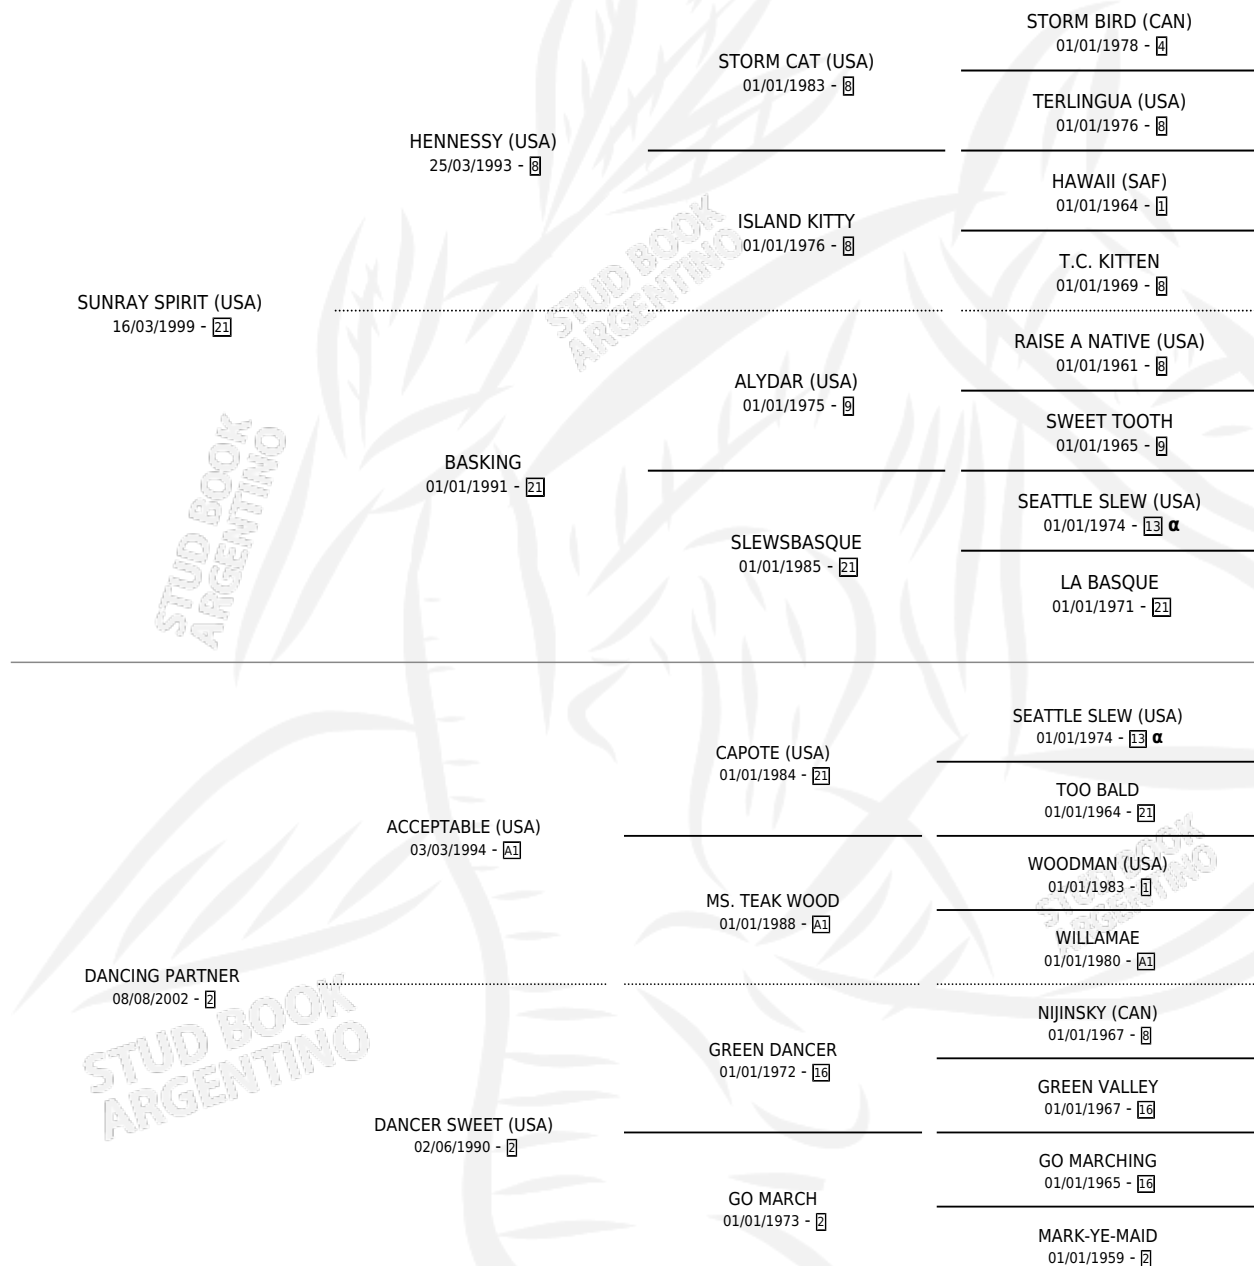 STORM BIRD (CAN)
01/01/1978 - 4
STORM CAT (USA)
01/01/1983 - 8
TERLINGUA (USA)
01/01/1976 - 8
HENNESSY (USA)
25/03/1993 - 8
HAWAII (SAF)
01/01/1964 - 1
ISLAND KITTY
01/01/1976 - 8
T.C. KITTEN
01/01/1969 - 8
SUNRAY SPIRIT (USA)
16/03/1999 - 21
STUD BOOK
ARGENTINO
RAISE A NATIVE (USA)
01/01/1961 - 8
ALYDAR (USA)
01/01/1975 - 9
SWEET TOOTH
01/01/1965 - 9
BASKING
01/01/1991 - 21
STUD BOOK
ARGENTINO
SEATTLE SLEW (USA)
01/01/1974 - 13 α
SLEWSBASQUE
01/01/1985 - 21
LA BASQUE
01/01/1971 - 21
SEATTLE SLEW (USA)
01/01/1974 - 13 α
CAPOTE (USA)
01/01/1984 - 21
TOO BALD
01/01/1964 - 21
ACCEPTABLE (USA)
03/03/1994 - A1
WOODMAN (USA)
01/01/1983 - 1
STUD BOOK
ARGENTINO
MS. TEAK WOOD
01/01/1988 - A1
WILLAMAE
01/01/1980 - A1
DANCING PARTNER
08/08/2002 - 2
STUD BOOK
ARGENTINO
NIJINSKY (CAN)
01/01/1967 - 8
GREEN DANCER
01/01/1972 - 16
GREEN VALLEY
01/01/1967 - 16
DANCER SWEET (USA)
02/06/1990 - 2
GO MARCHING
01/01/1965 - 16
GO MARCH
01/01/1973 - 2
MARK-YE-MAID
01/01/1959 - 2